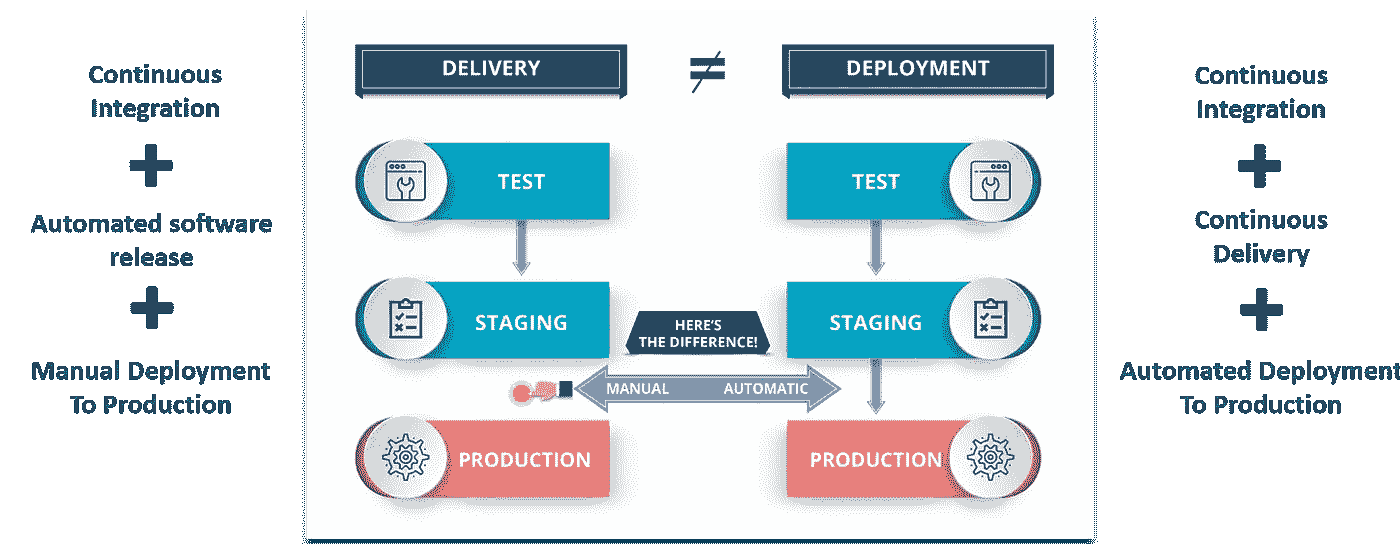 Continuous
Integration
+
Automated software
release
+
Manual Deployment
To Production
DELIVERY
≠
DEPLOYMENT
TEST
TEST
STAGING
HERE'S
THE DIFFERENCE!
STAGING
MANUAL
AUTOMATIC
PRODUCTION
PRODUCTION
Continuous
Integration
+
Continuous
Delivery
+
Automated Deployment
To Production